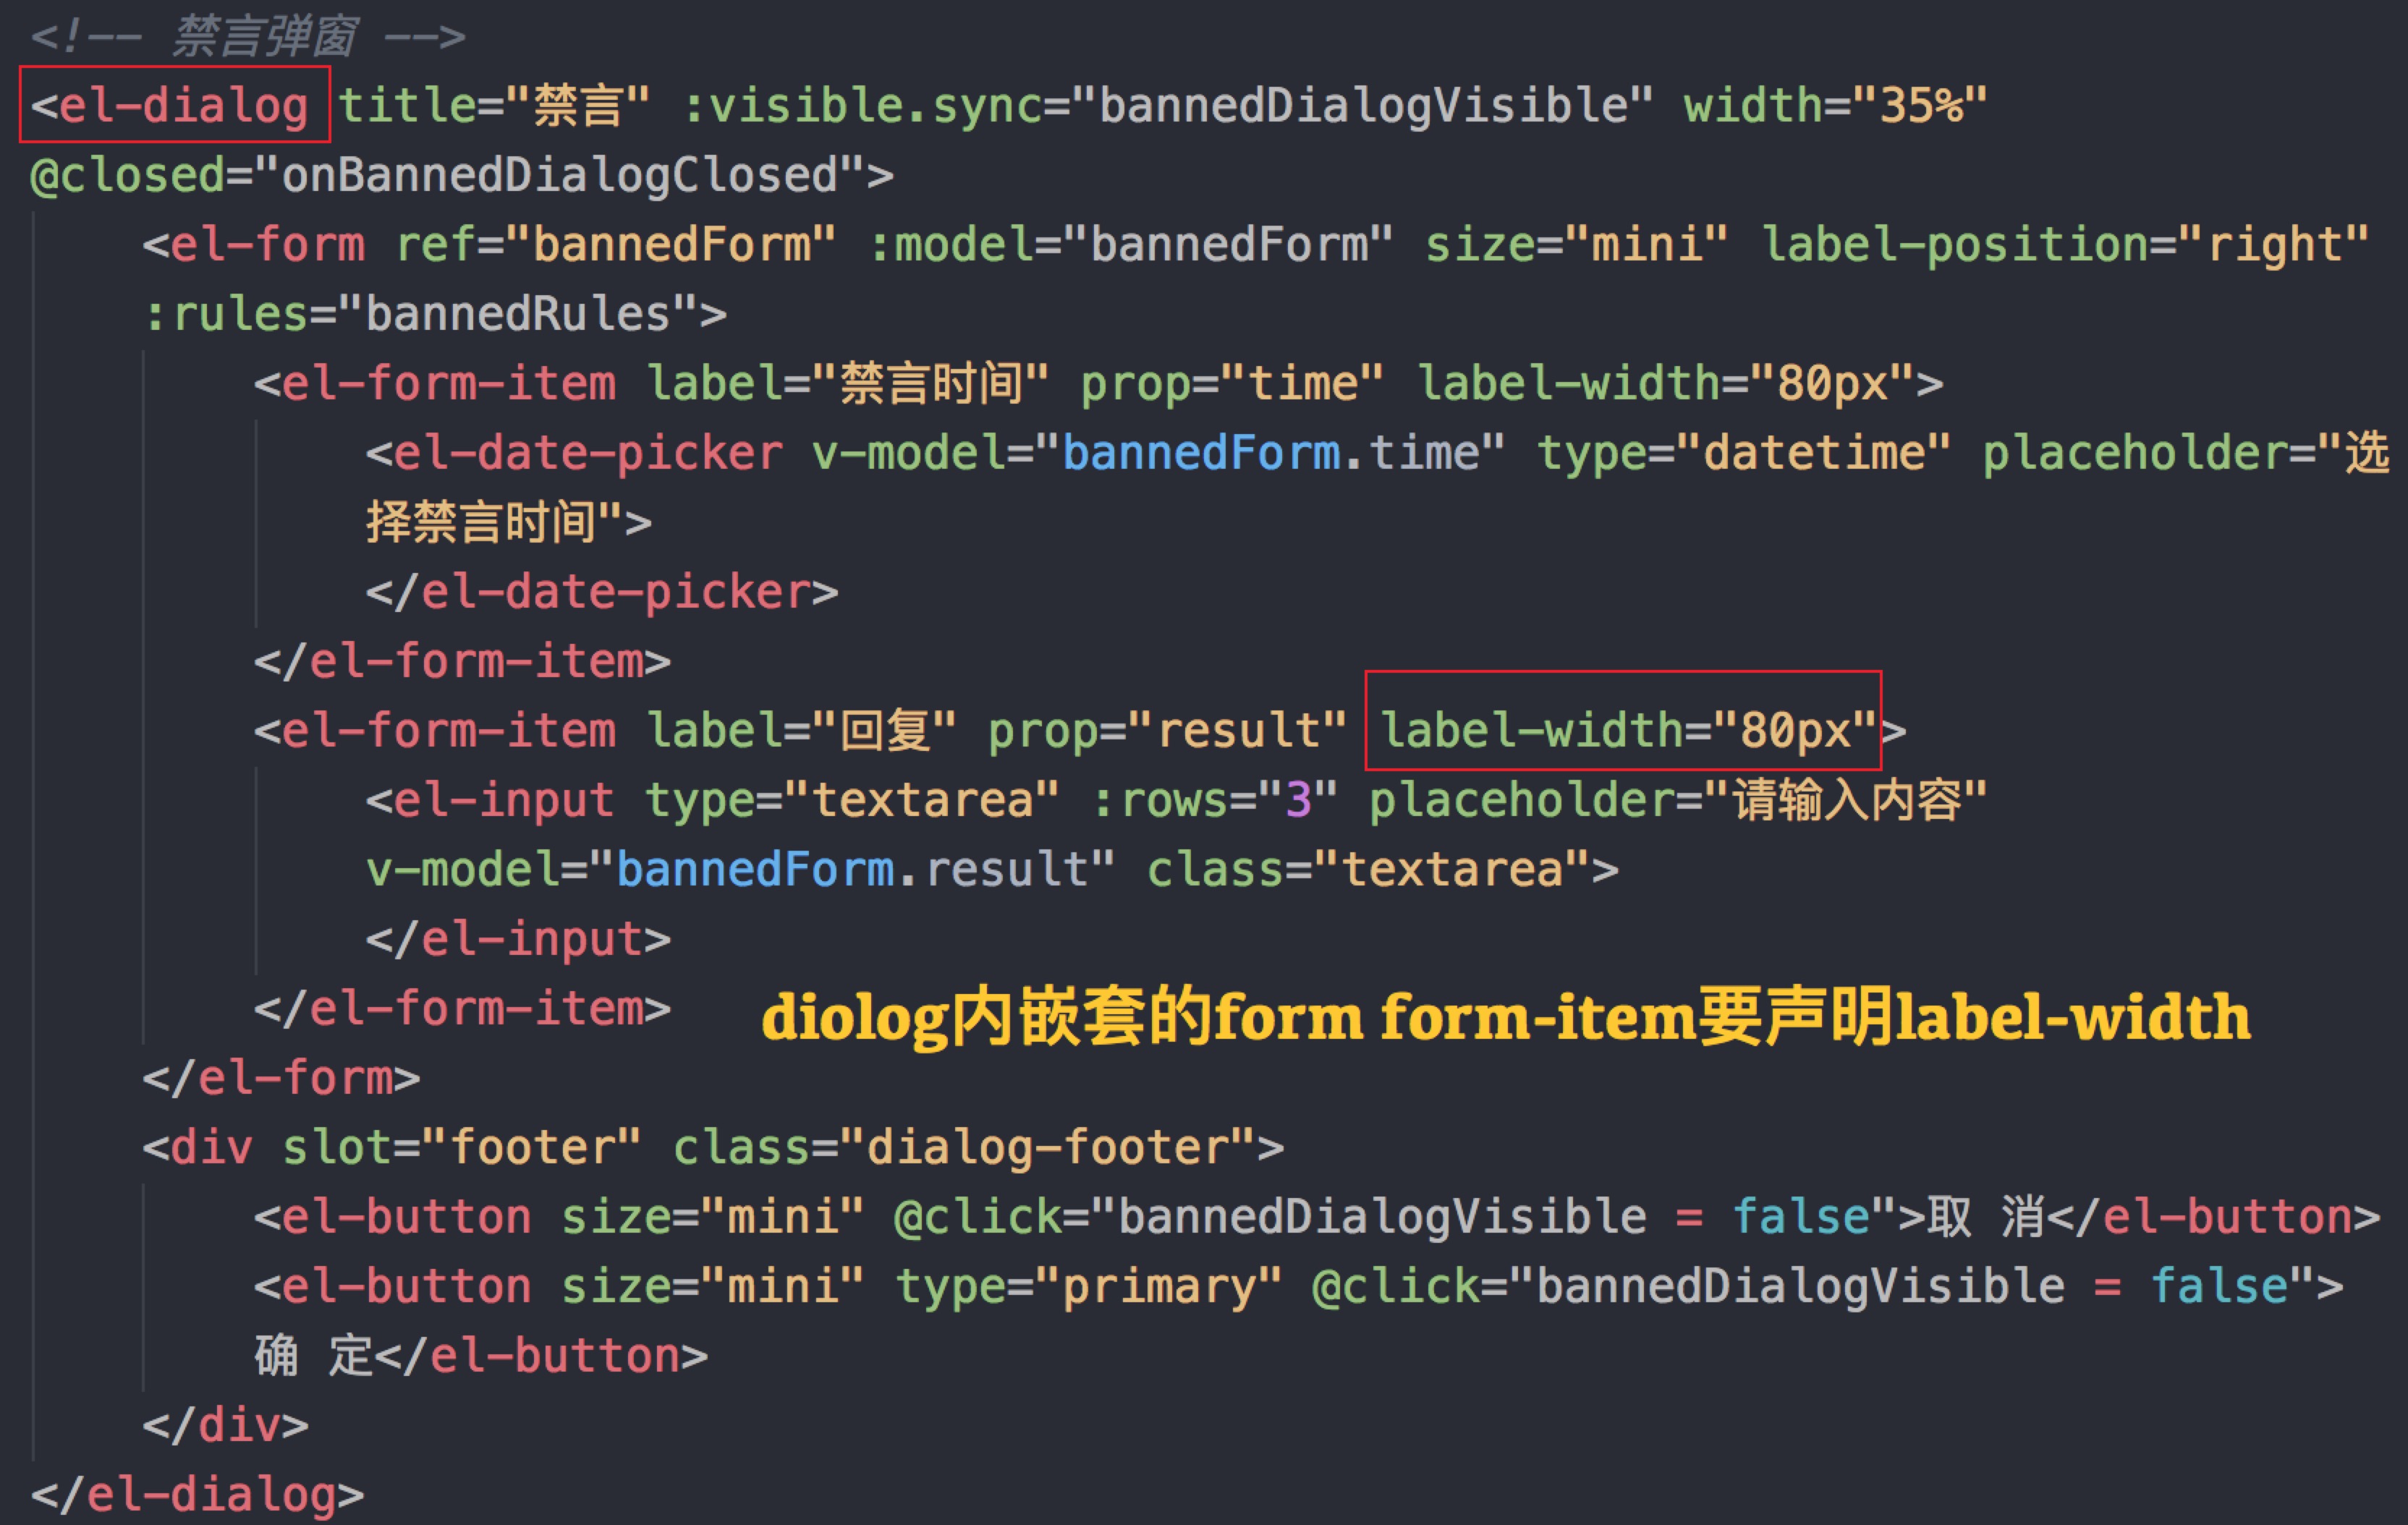 <!-- 禁言弹窗 -->
<el-dialog title="禁言" :visible.sync="bannedDialogVisible" width="35%"
@closed="onBannedDialogClosed">
<el-form ref="bannedForm" :model="bannedForm" size="mini" label-position="right"
:rules="bannedRules">
<el-form-item label="禁言时间" prop="time" label-width="80px">
<el-date-picker v-model="bannedForm.time" type="datetime" placeholder="选
择禁言时间">
</el-date-picker>
</el-form-item>
<el-form-item label="回复" prop="result" label-width="80px">
<el-input type="textarea" :rows="3" placeholder="请输入内容"
v-model="bannedForm.result" class="textarea">
</el-input>
</el-form-item>
diolog内嵌套的form form-item要声明label-width
</el-form>
<div slot="footer" class="dialog-footer">
<el-button size="mini" @click="bannedDialogVisible = false">取 消</el-button>
<el-button size="mini" type="primary" @click="bannedDialogVisible = false">
确 定</el-button>
</div>
</el-dialog>